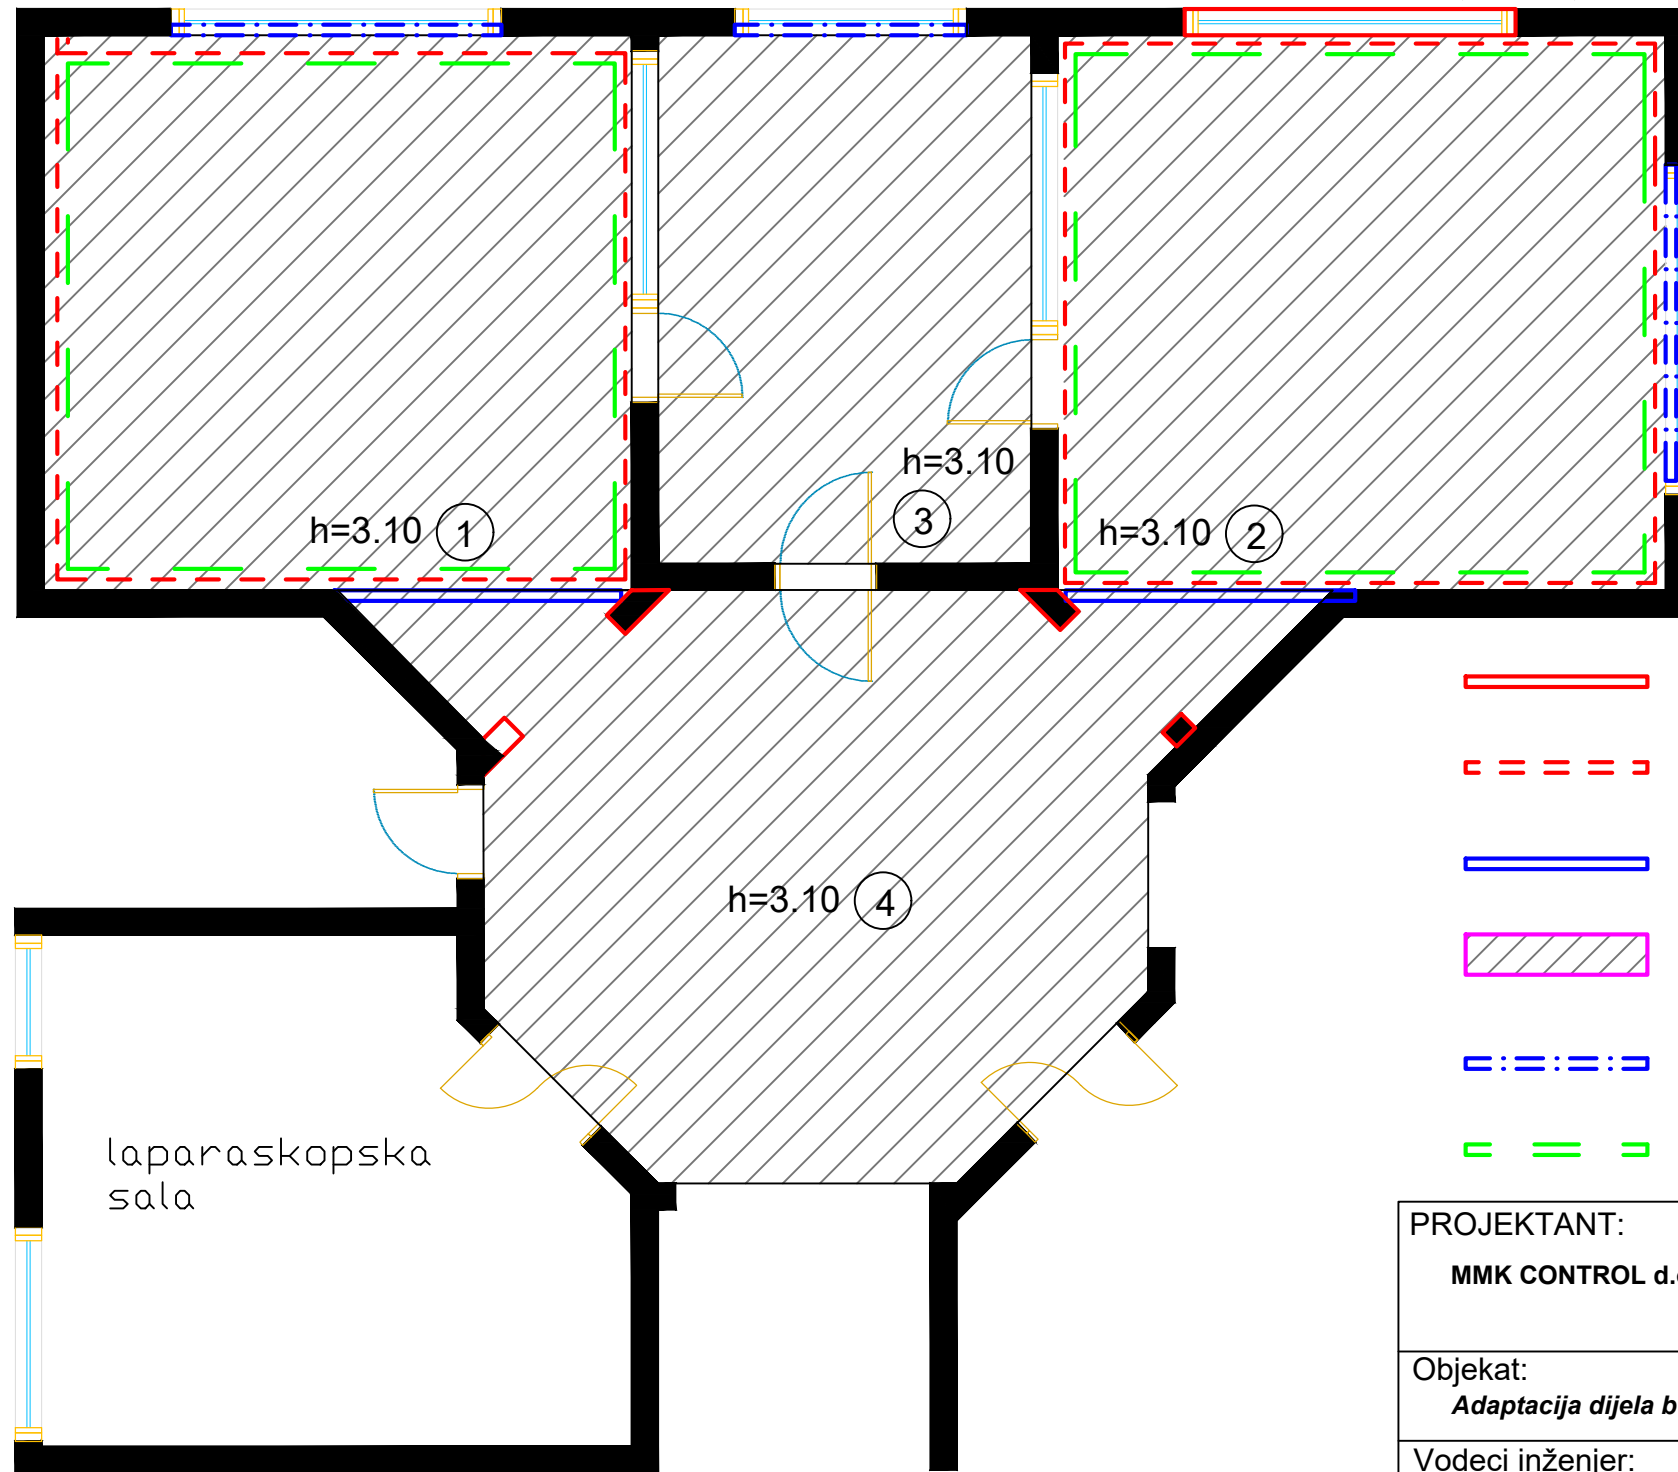 h=3.10
3
h=3.10 1
h=3.10 2
h=3.10 4
laparaskopska
sala
PROJEKTANT:
MMK CONTROL
Objekat:
Adaptacija dijela
Vodeci inženjer: